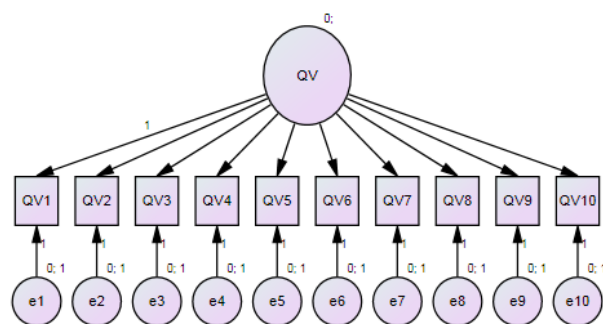 0;
QV
1
QV1 QV2 QV3 QV4 QV5 QV6 QV7 QV8 QV9 QV10
1 1 1 1 1 1 1 1 1 1
0; 1 0; 1 0; 1 0; 1 0; 1 0; 1 0; 1 0; 1 0; 1 0; 1
e1 e2 e3 e4 e5 e6 e7 e8 e9 e10